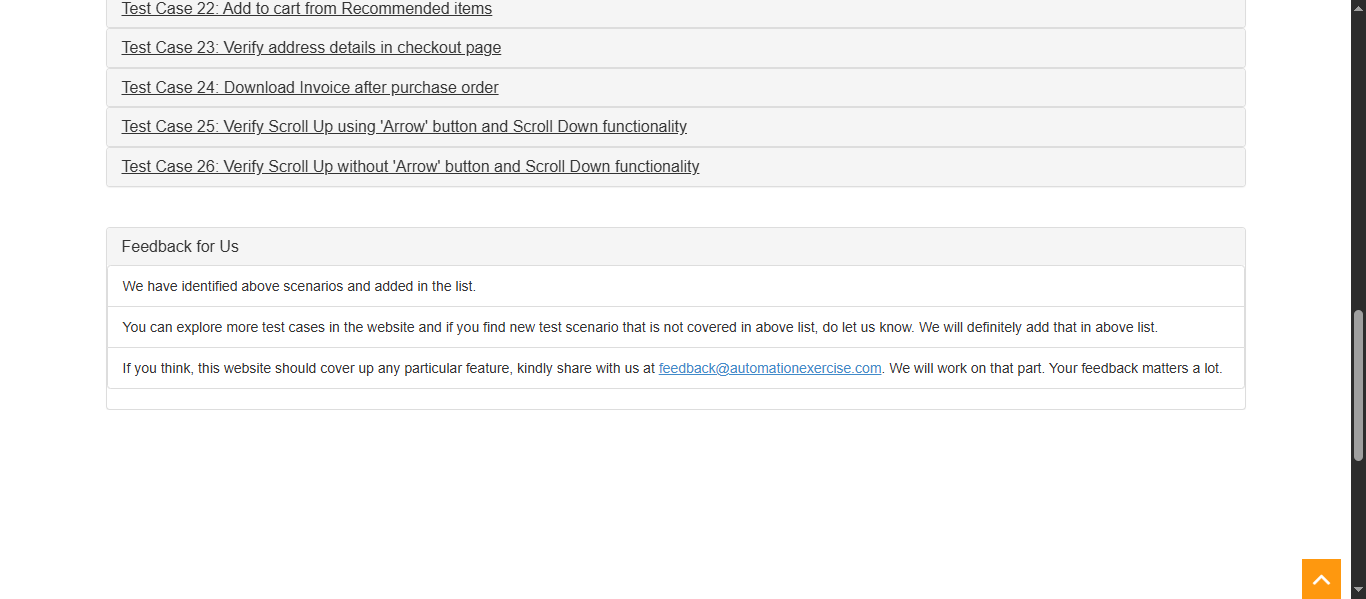 Test Case 22: Add to cart from Recommended items
Test Case 23: Verify address details in checkout page
Test Case 24: Download Invoice after purchase order
Test Case 25: Verify Scroll Up using 'Arrow' button and Scroll Down functionality
Test Case 26: Verify Scroll Up without 'Arrow' button and Scroll Down functionality
Feedback for Us
We have identified above scenarios and added in the list.
You can explore more test cases in the website and if you find new test scenario that is not covered in above list, do let us know. We will definitely add that in above list.
If you think, this website should cover up any particular feature, kindly share with us at feedback@automationexercise.com. We will work on that part. Your feedback matters a lot.